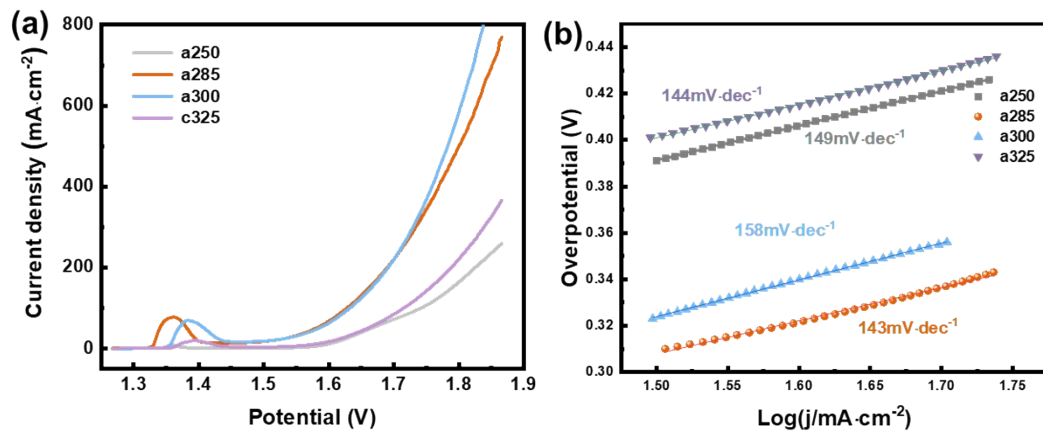 (a)
a250
a285
a300
c325
Current density (mA·cm⁻²)
800
600
400
200
0
1.3 1.4 1.5 1.6 1.7 1.8 1.9
Potential (V)
(b)
144mV·dec⁻¹
149mV·dec⁻¹
158mV·dec⁻¹
143mV·dec⁻¹
a250
a285
a300
a325
Overpotential (V)
0.44
0.42
0.40
0.38
0.36
0.34
0.32
0.30
1.50 1.55 1.60 1.65 1.70 1.75
Log(j/mA·cm⁻²)